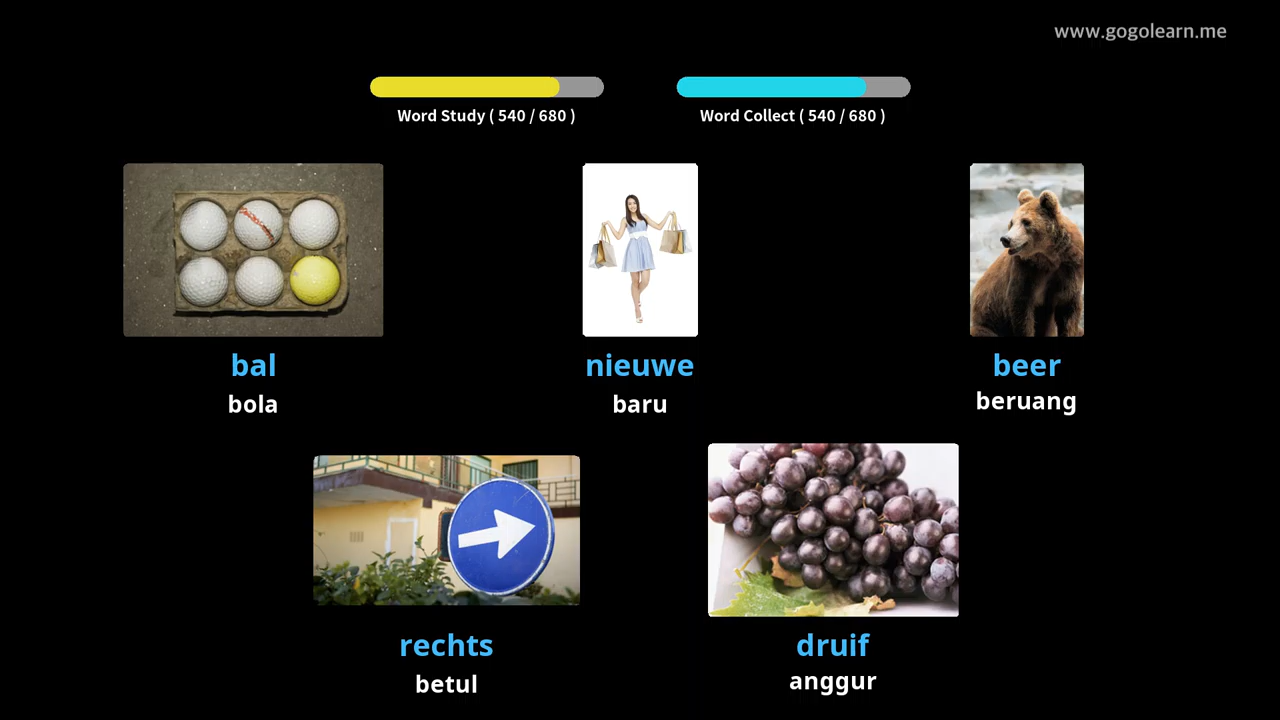 www.gogolearn.me
Word Study ( 540 / 680 )
Word Collect ( 540 / 680 )
bal
bola
nieuwe
baru
beer
beruang
rechts
betul
druif
anggur